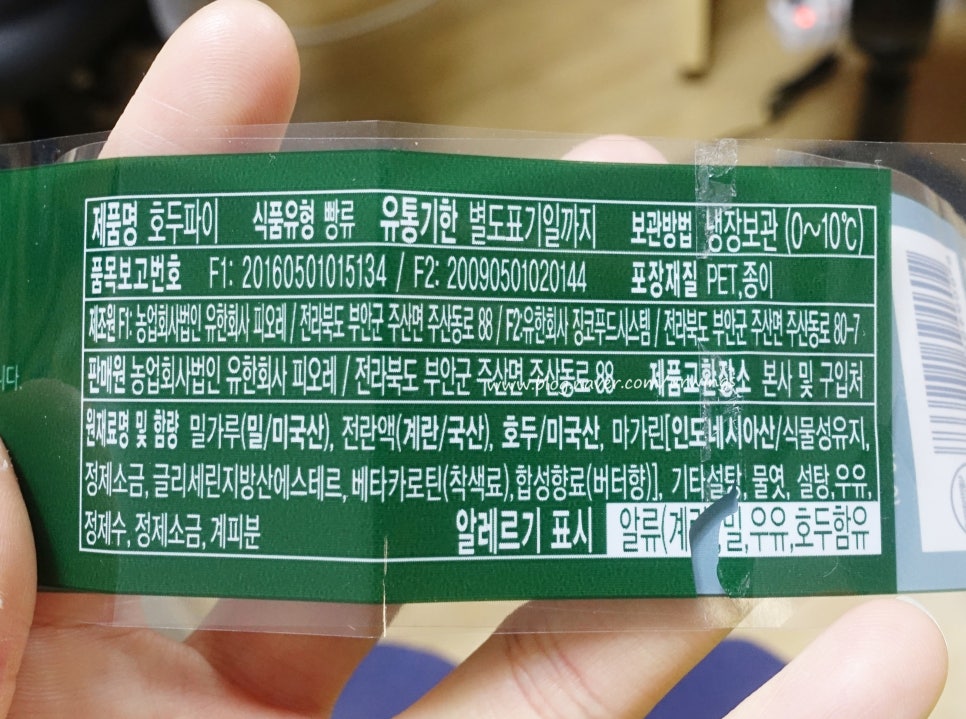 제품명 호두파이 식품유형 빵류 유통기한 별도표기일까지 보관방법 냉장보관 (0~10℃)
품목보고번호 F1: 20160501015134 / F2: 20090501020144 포장재질 PET,종이
제조원 F1: 농업회사법인 유한회사 피오레 / 전라북도 부안군 주산면 주산동로 88 / F2:유한회사 징코푸드시스템 / 전라북도 부안군 주산면 주산동로 80-7
판매원 농업회사법인 유한회사 피오레 / 전라북도 부안군 주산면 주산동로 88 제품교환장소 본사 및 구입처
원재료명 및 함량 밀가루(밀/미국산), 전란액(계란/국산), 호두/미국산, 마가린[인도네시아산/식물성유지,
정제소금, 글리세린지방산에스테르, 베타카로틴(착색료),합성향료(버터향)], 기타설탕, 물엿, 설탕,우유,
정제수, 정제소금, 계피분 알레르기 표시 알류(계란),밀,우유,호두함유
니다.